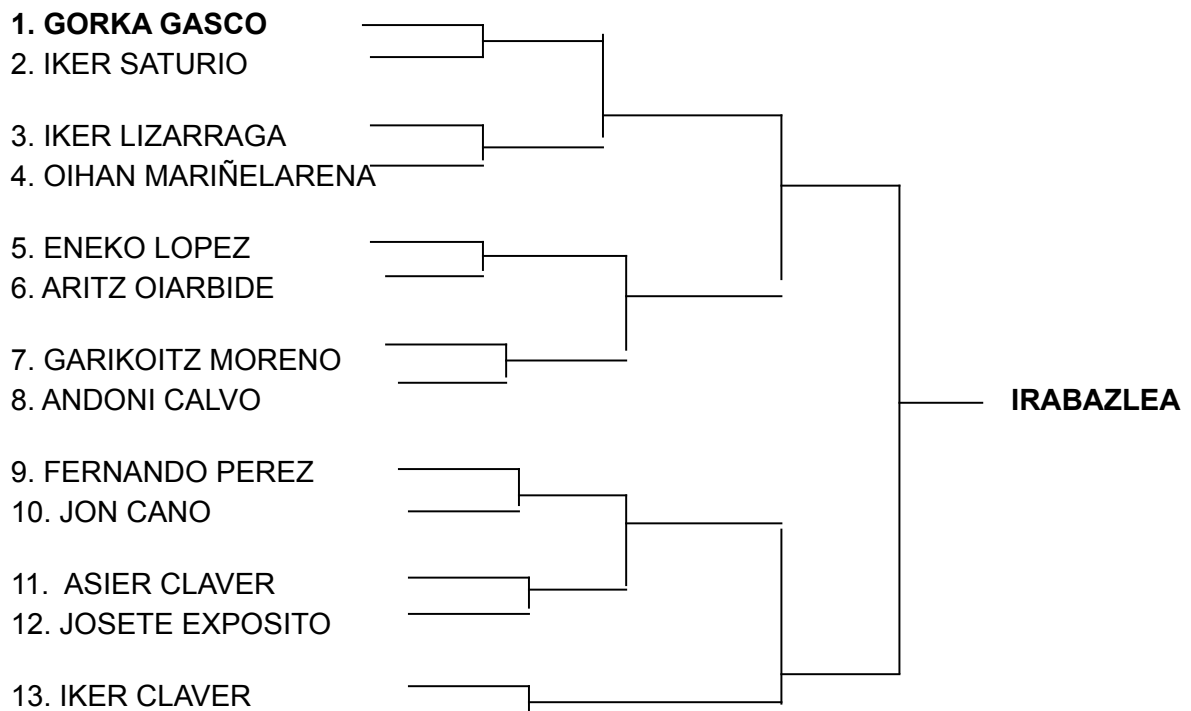 1. GORKA GASCO
2. IKER SATURIO
3. IKER LIZARRAGA
4. OIHAN MARIÑELARENA
5. ENEKO LOPEZ
6. ARITZ OIARBIDE
7. GARIKOITZ MORENO
8. ANDONI CALVO
IRABAZLEA
9. FERNANDO PEREZ
10. JON CANO
11. ASIER CLAVER
12. JOSETE EXPOSITO
13. IKER CLAVER